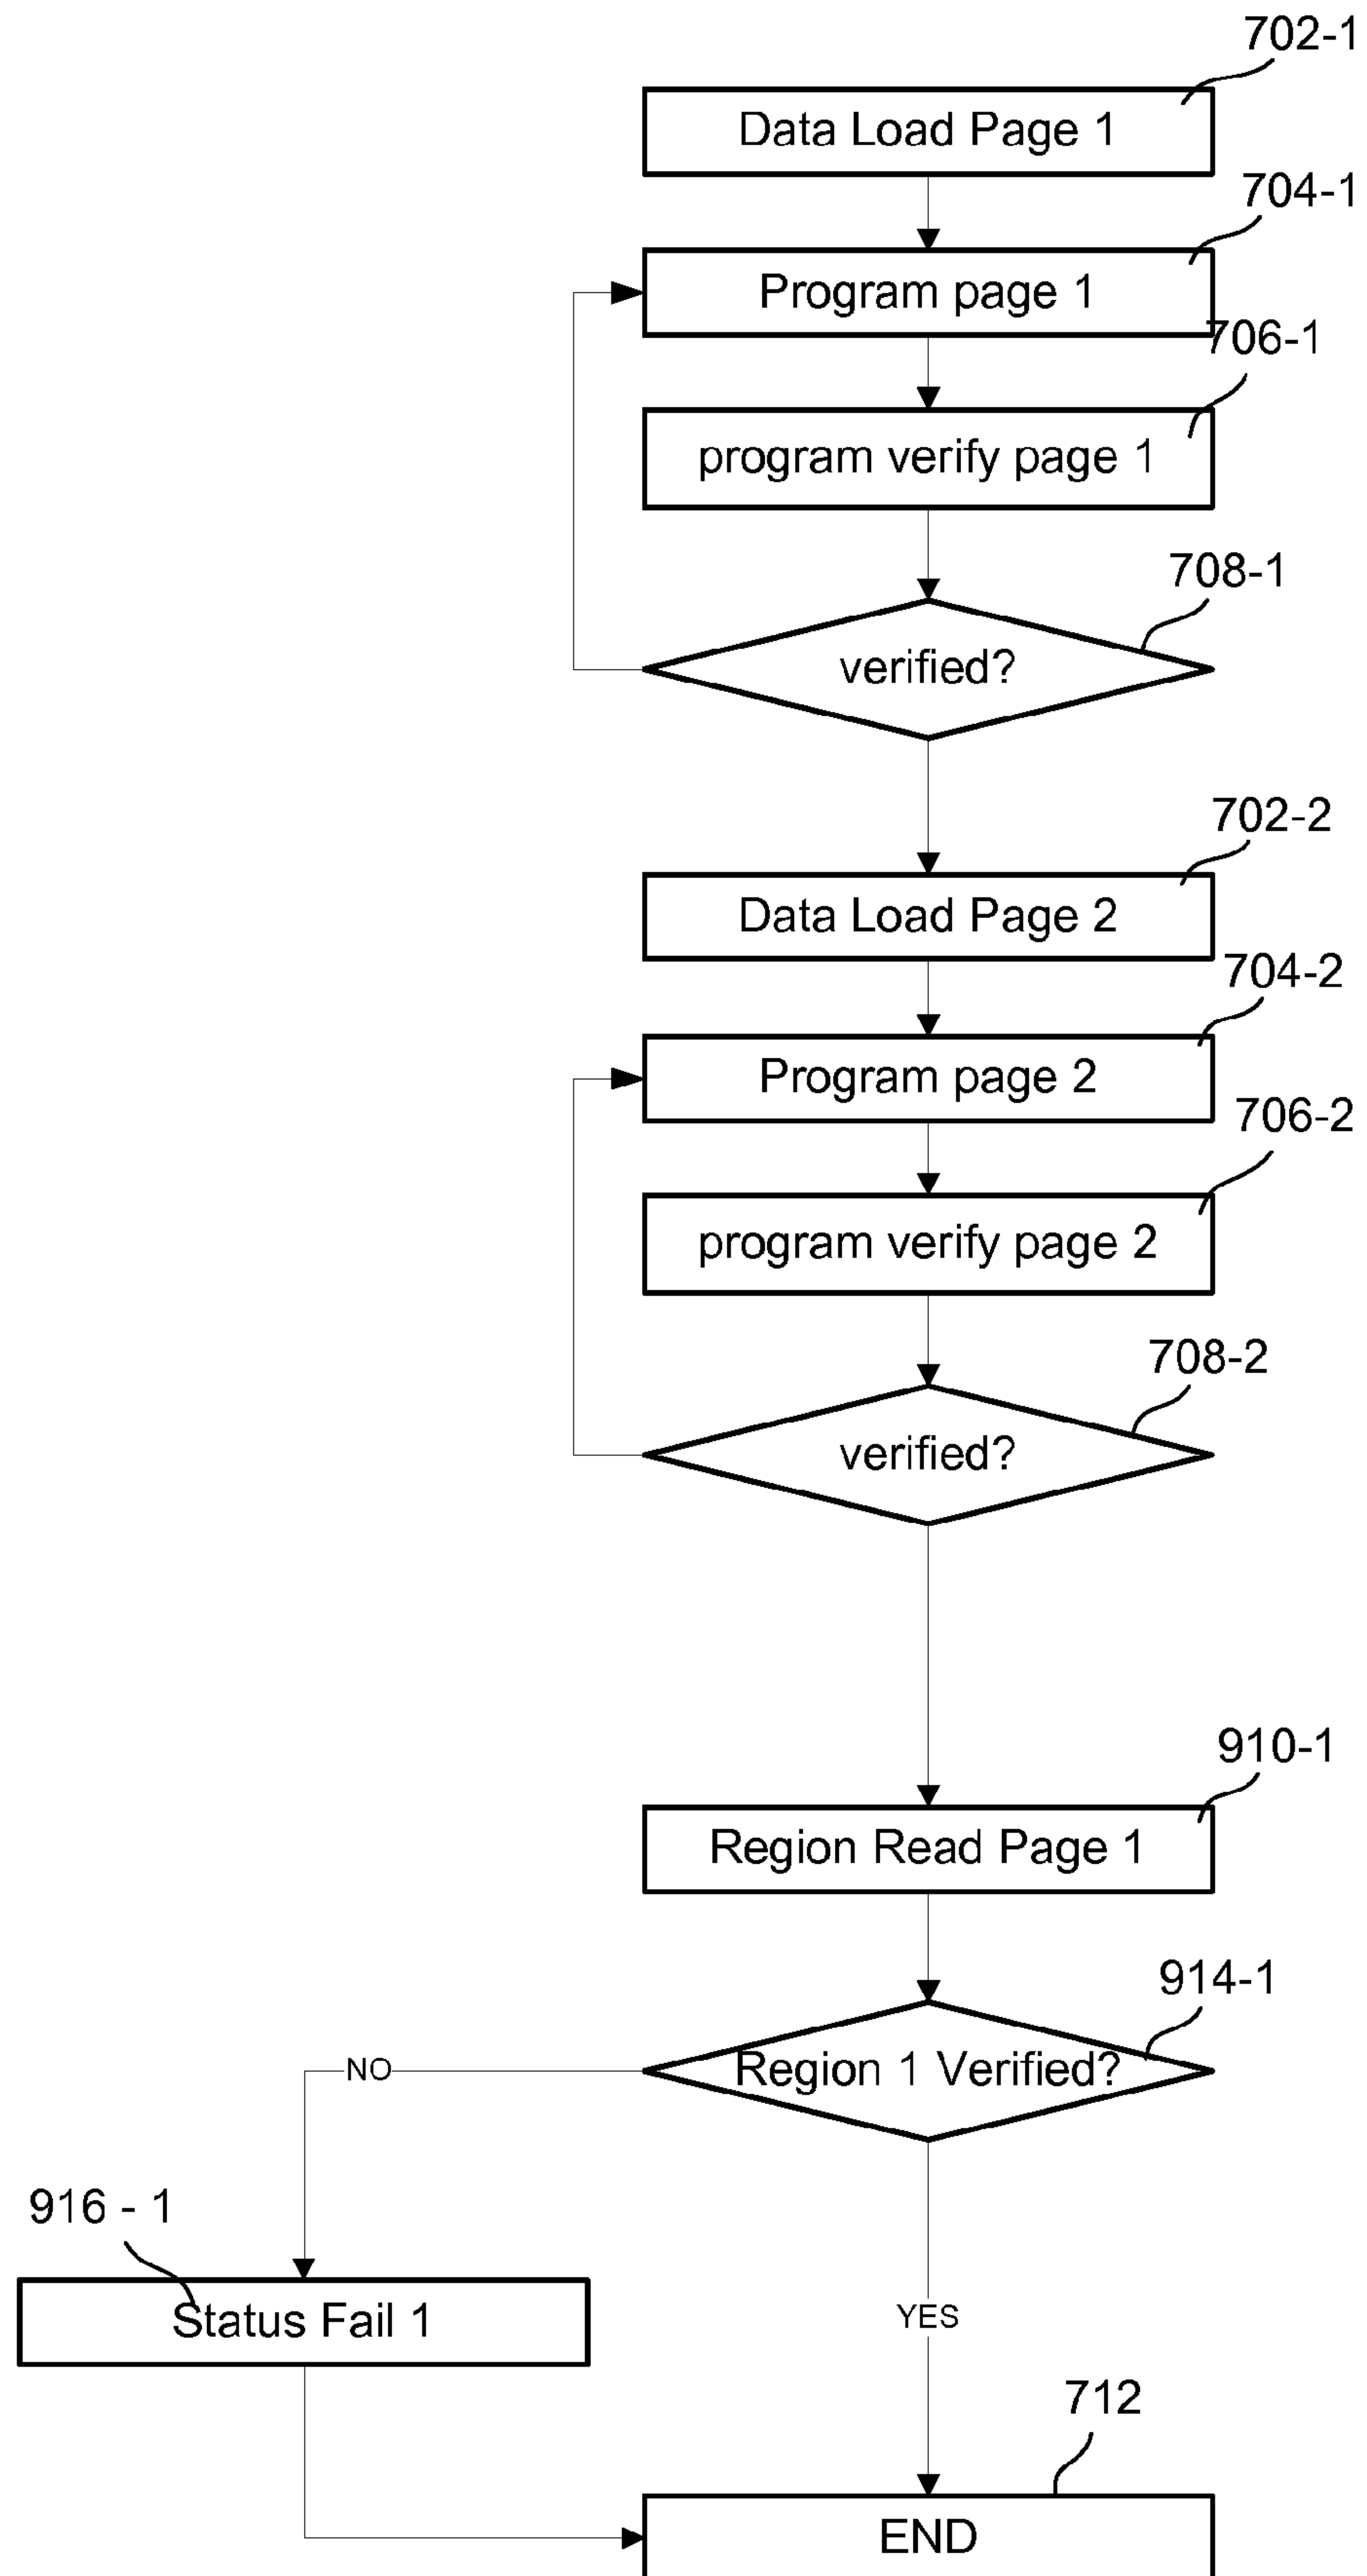 702-1
Data Load Page 1
704-1
Program page 1
706-1
program verify page 1
708-1
verified?
702-2
Data Load Page 2
704-2
Program page 2
706-2
program verify page 2
708-2
verified?
910-1
Region Read Page 1
914-1
Region 1 Verified?
NO
916 - 1
Status Fail 1
YES
712
END